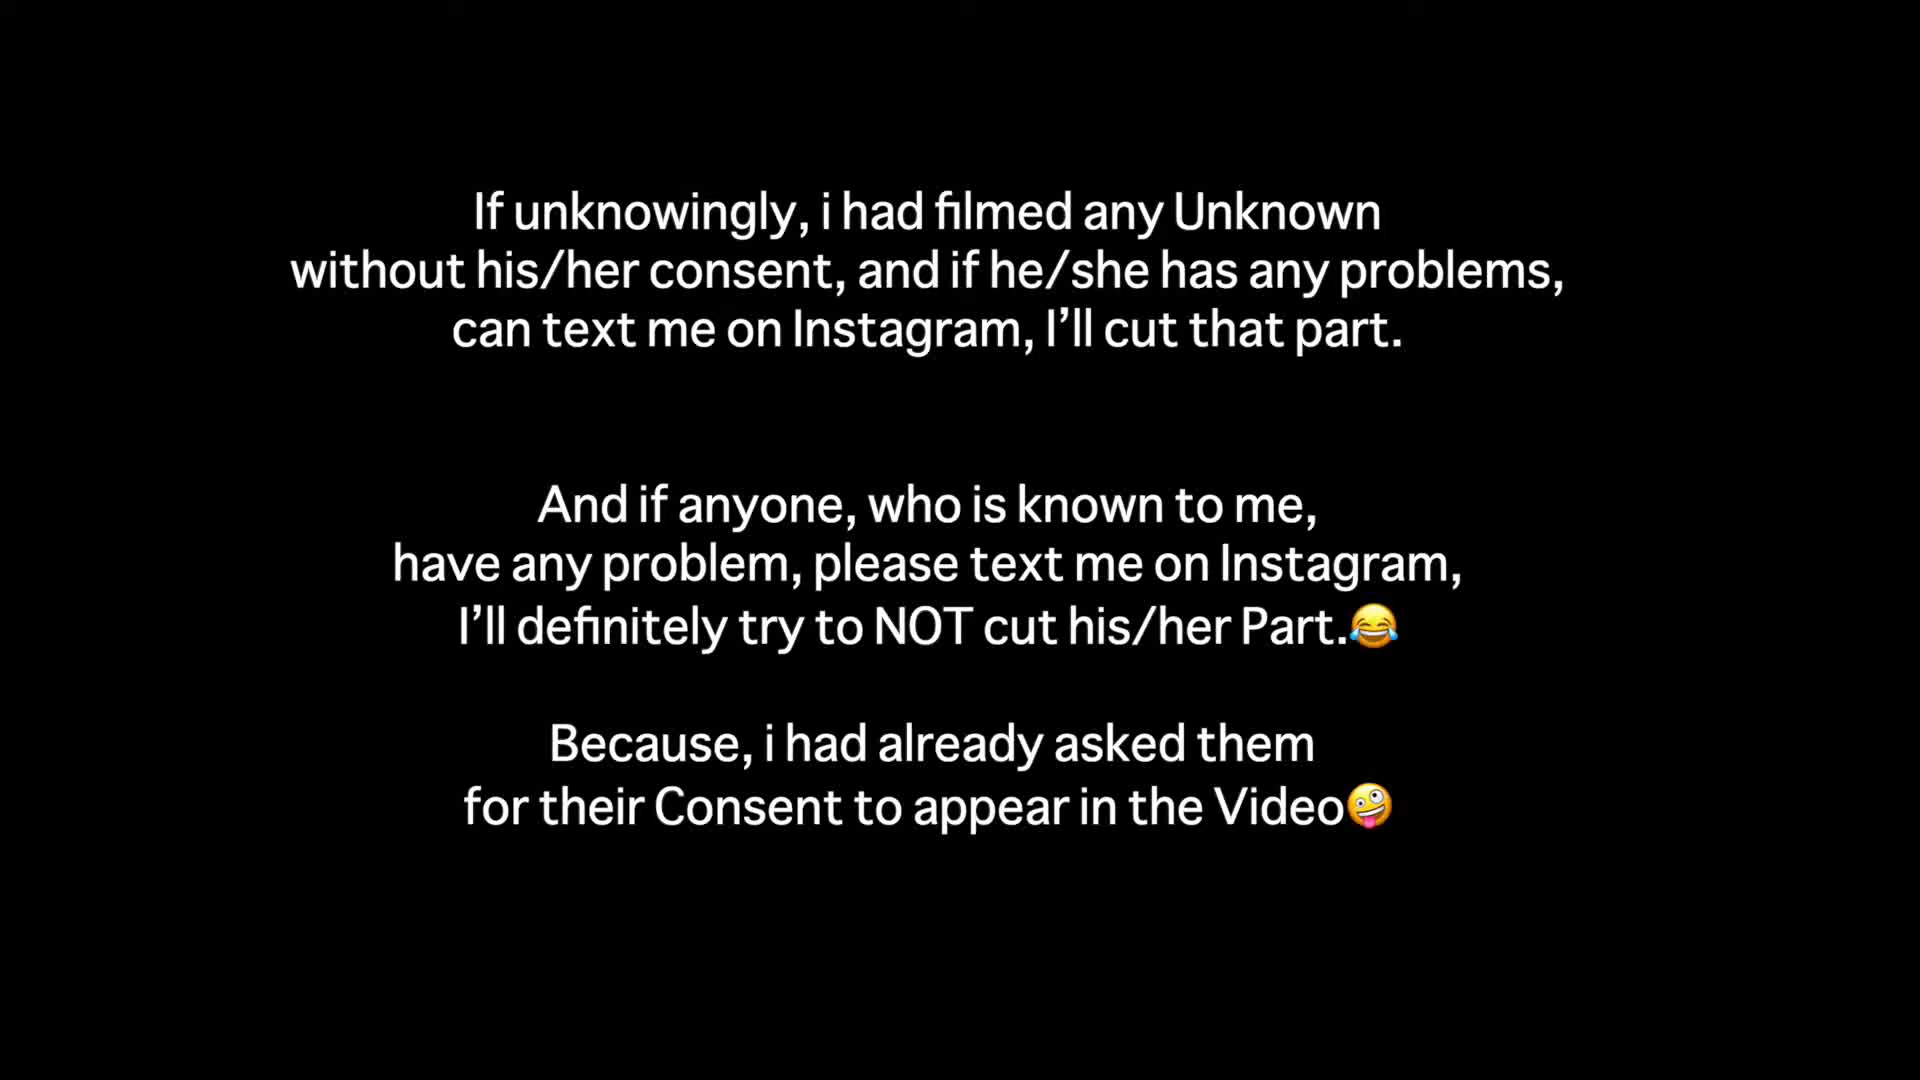 If unknowingly, i had filmed any Unknown
without his/her consent, and if he/she has any problems,
can text me on Instagram, I’ll cut that part.
And if anyone, who is known to me,
have any problem, please text me on Instagram,
I’ll definitely try to NOT cut his/her Part.😂
Because, i had already asked them
for their Consent to appear in the Video🤪